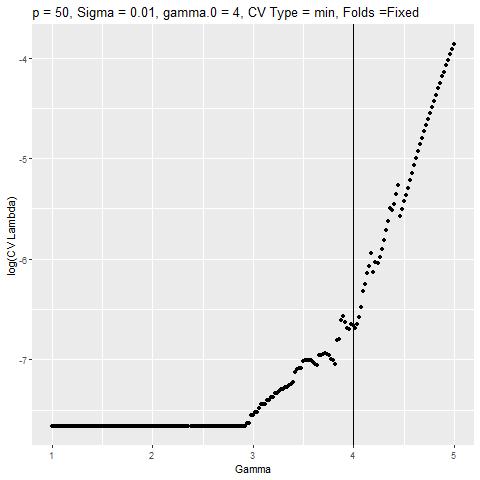 p = 50, Sigma = 0.01, gamma.0 = 4, CV Type = min, Folds =Fixed
-4
-5
-6
-7
log(CV Lambda)
1 2 3 4 5
Gamma